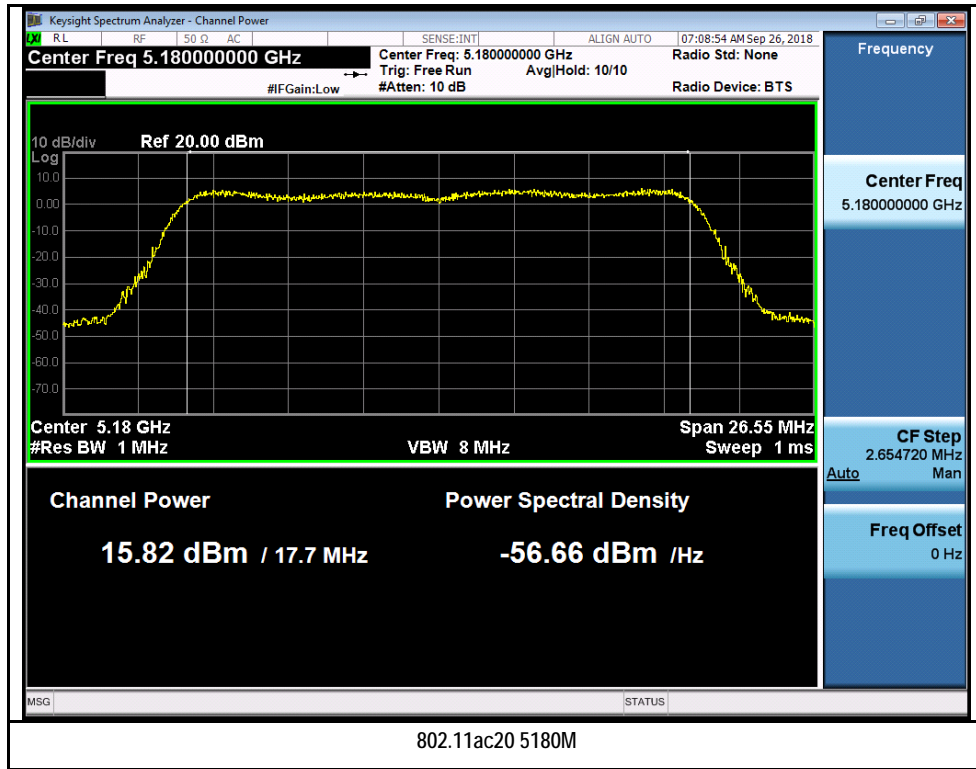 Keysight Spectrum Analyzer - Channel Power
LXI RL RF 50 Ω AC SENSE:INT ALIGN AUTO 07:08:54 AM Sep 26, 2018
Center Freq 5.180000000 GHz
Center Freq: 5.180000000 GHz Radio Std: None
Trig: Free Run Avg|Hold: 10/10
#IFGain:Low #Atten: 10 dB Radio Device: BTS
10 dB/div Ref 20.00 dBm
Log
10.0
0.00
-10.0
-20.0
-30.0
-40.0
-50.0
-60.0
-70.0
Center 5.18 GHz Span 26.55 MHz
#Res BW 1 MHz VBW 8 MHz Sweep 1 ms
Channel Power Power Spectral Density
15.82 dBm / 17.7 MHz -56.66 dBm /Hz
Frequency
Center Freq
5.180000000 GHz
CF Step
2.654720 MHz
Auto Man
Freq Offset
0 Hz
MSG STATUS
802.11ac20 5180M